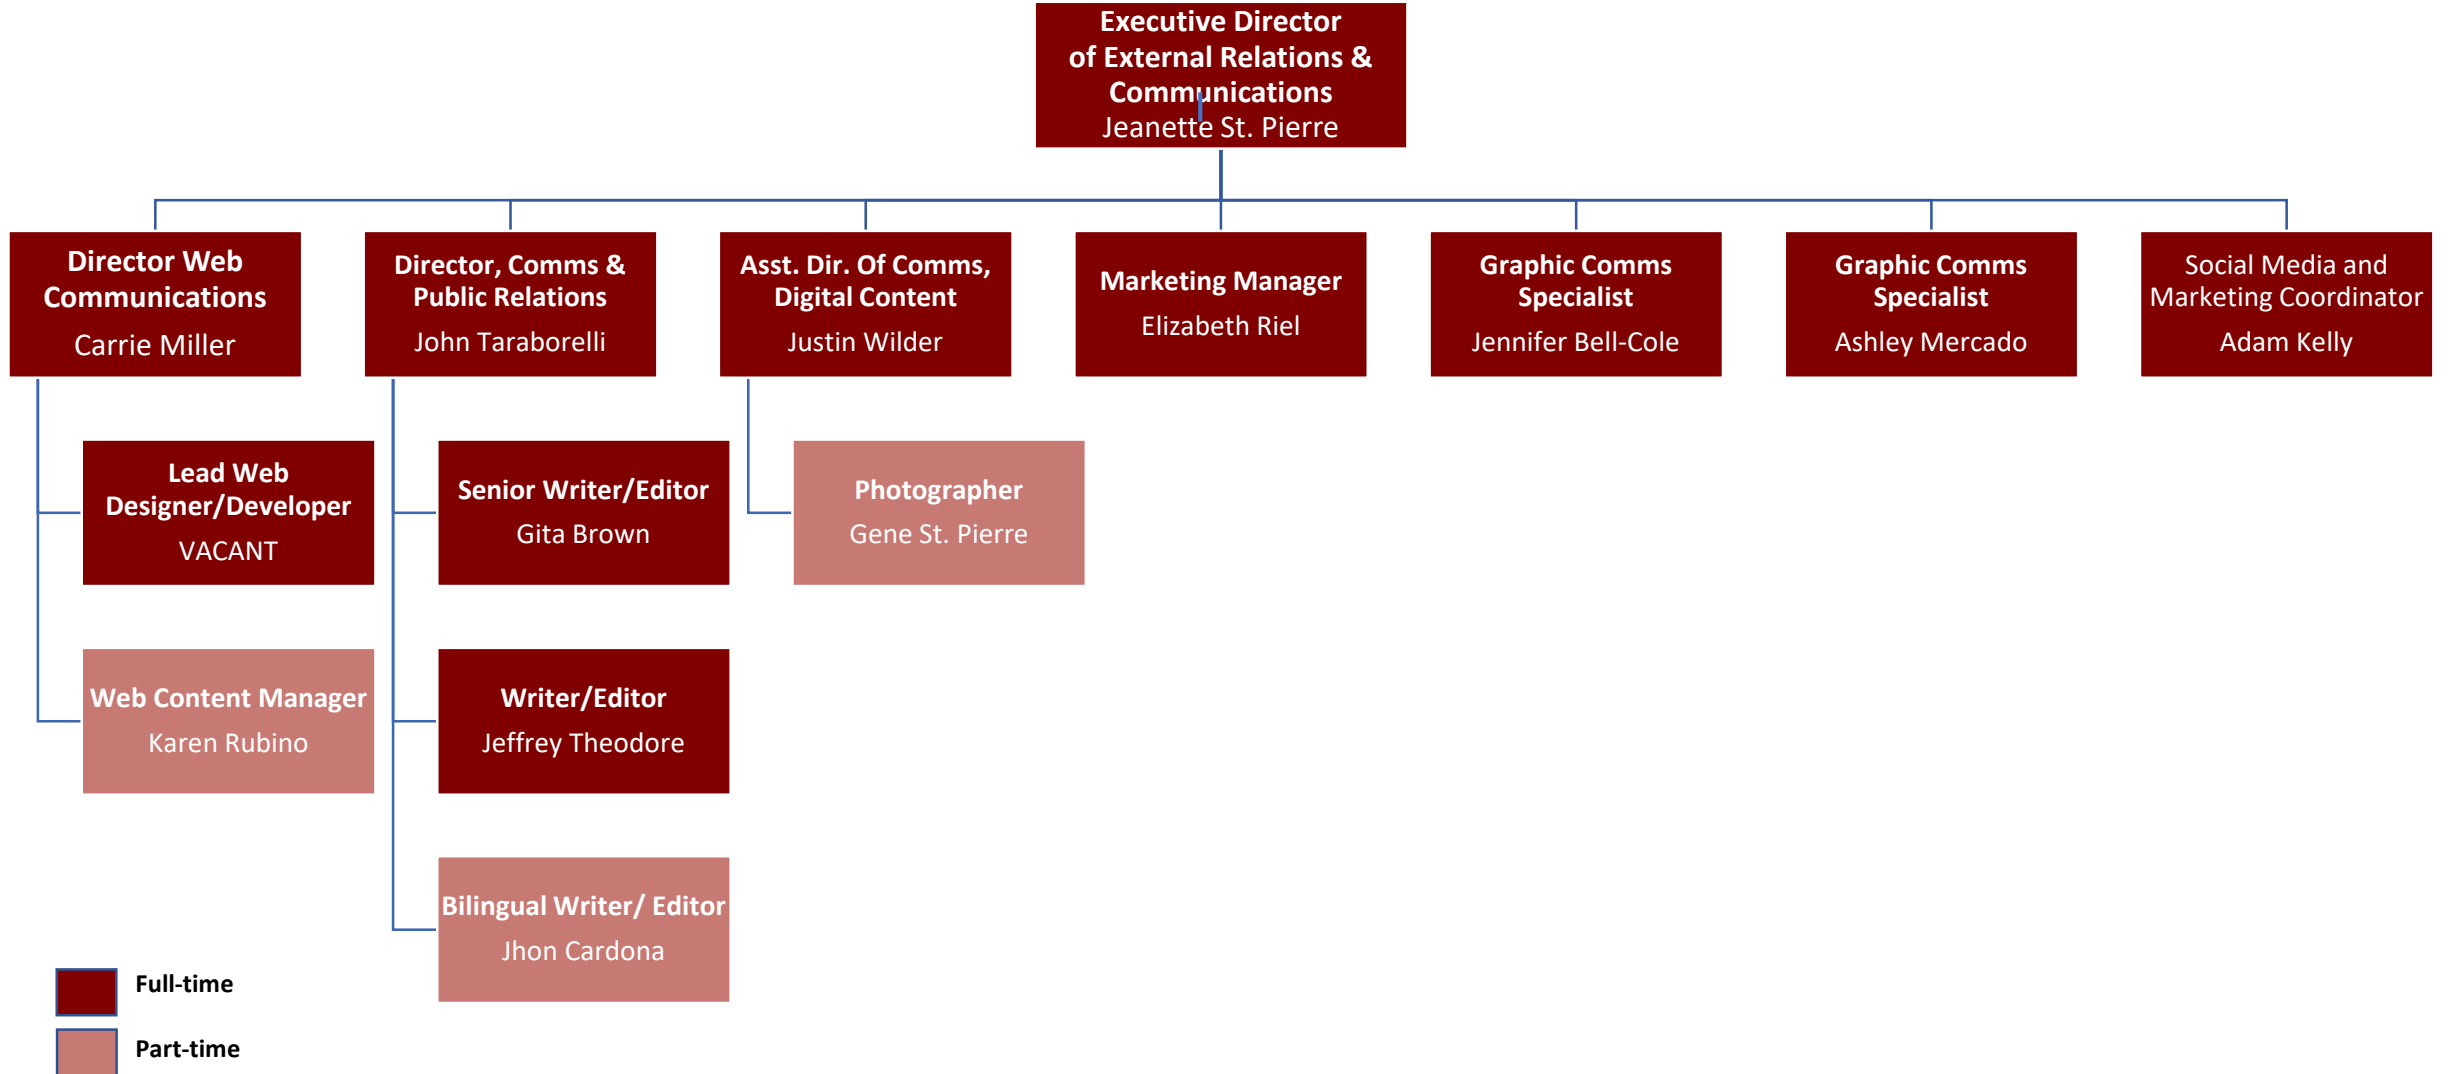 Executive Director
of External Relations &
Communications
Jeanette St. Pierre
Director Web
Communications
Carrie Miller
Director, Comms &
Public Relations
John Taraborelli
Asst. Dir. Of Comms,
Digital Content
Justin Wilder
Marketing Manager
Elizabeth Riel
Graphic Comms
Specialist
Jennifer Bell-Cole
Graphic Comms
Specialist
Ashley Mercado
Social Media and
Marketing Coordinator
Adam Kelly
Lead Web
Designer/Developer
VACANT
Senior Writer/Editor
Gita Brown
Photographer
Gene St. Pierre
Web Content Manager
Karen Rubino
Writer/Editor
Jeffrey Theodore
Bilingual Writer/ Editor
Jhon Cardona
Full-time
Part-time